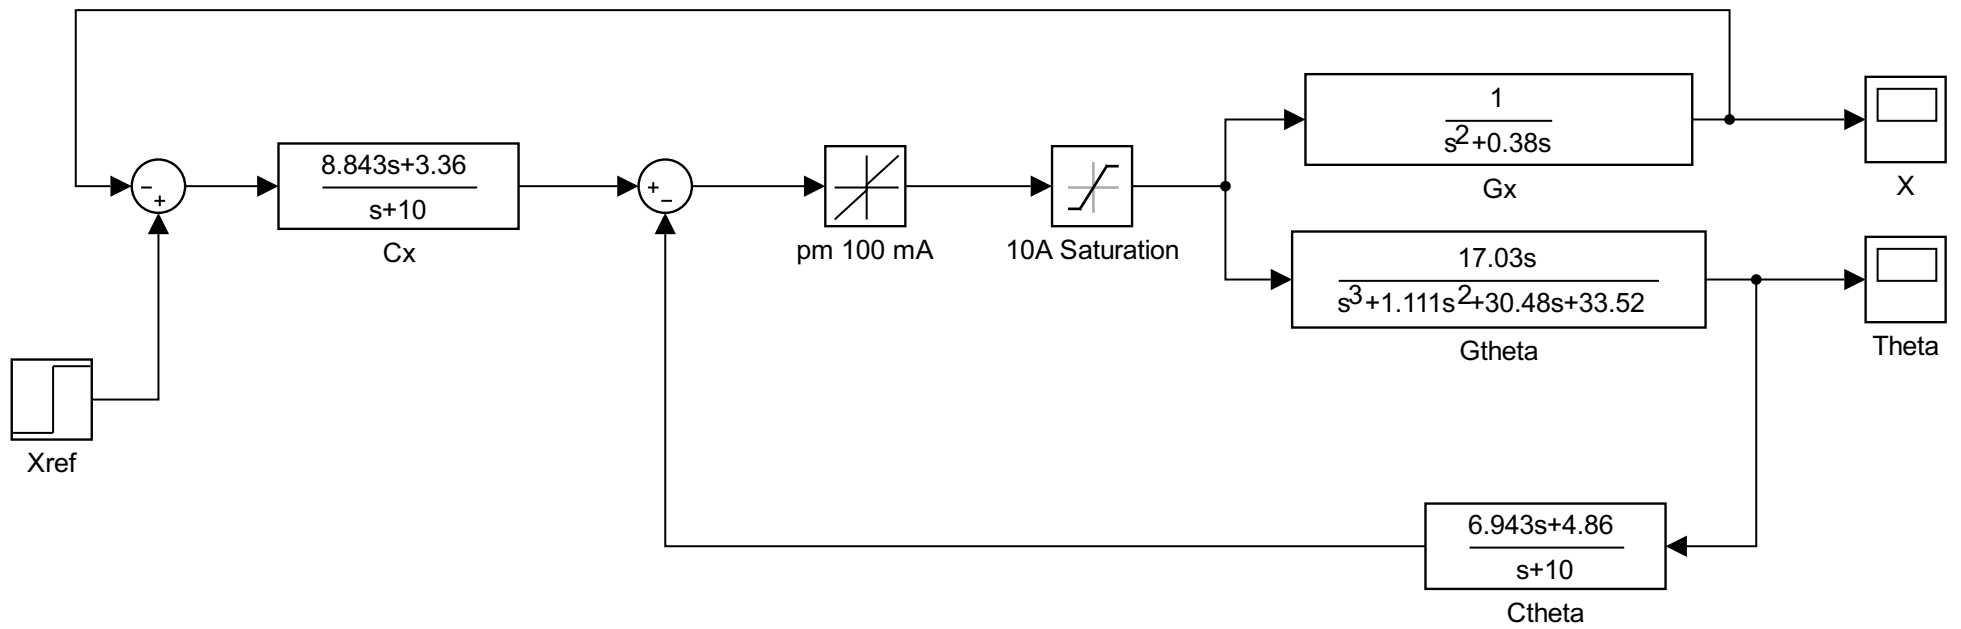 8.843s+3.36
s+10
Cx
−
+
+
−
pm 100 mA
10A Saturation
1
s²+0.38s
Gx
X
17.03s
s³+1.111s²+30.48s+33.52
Gtheta
Theta
Xref
6.943s+4.86
s+10
Ctheta